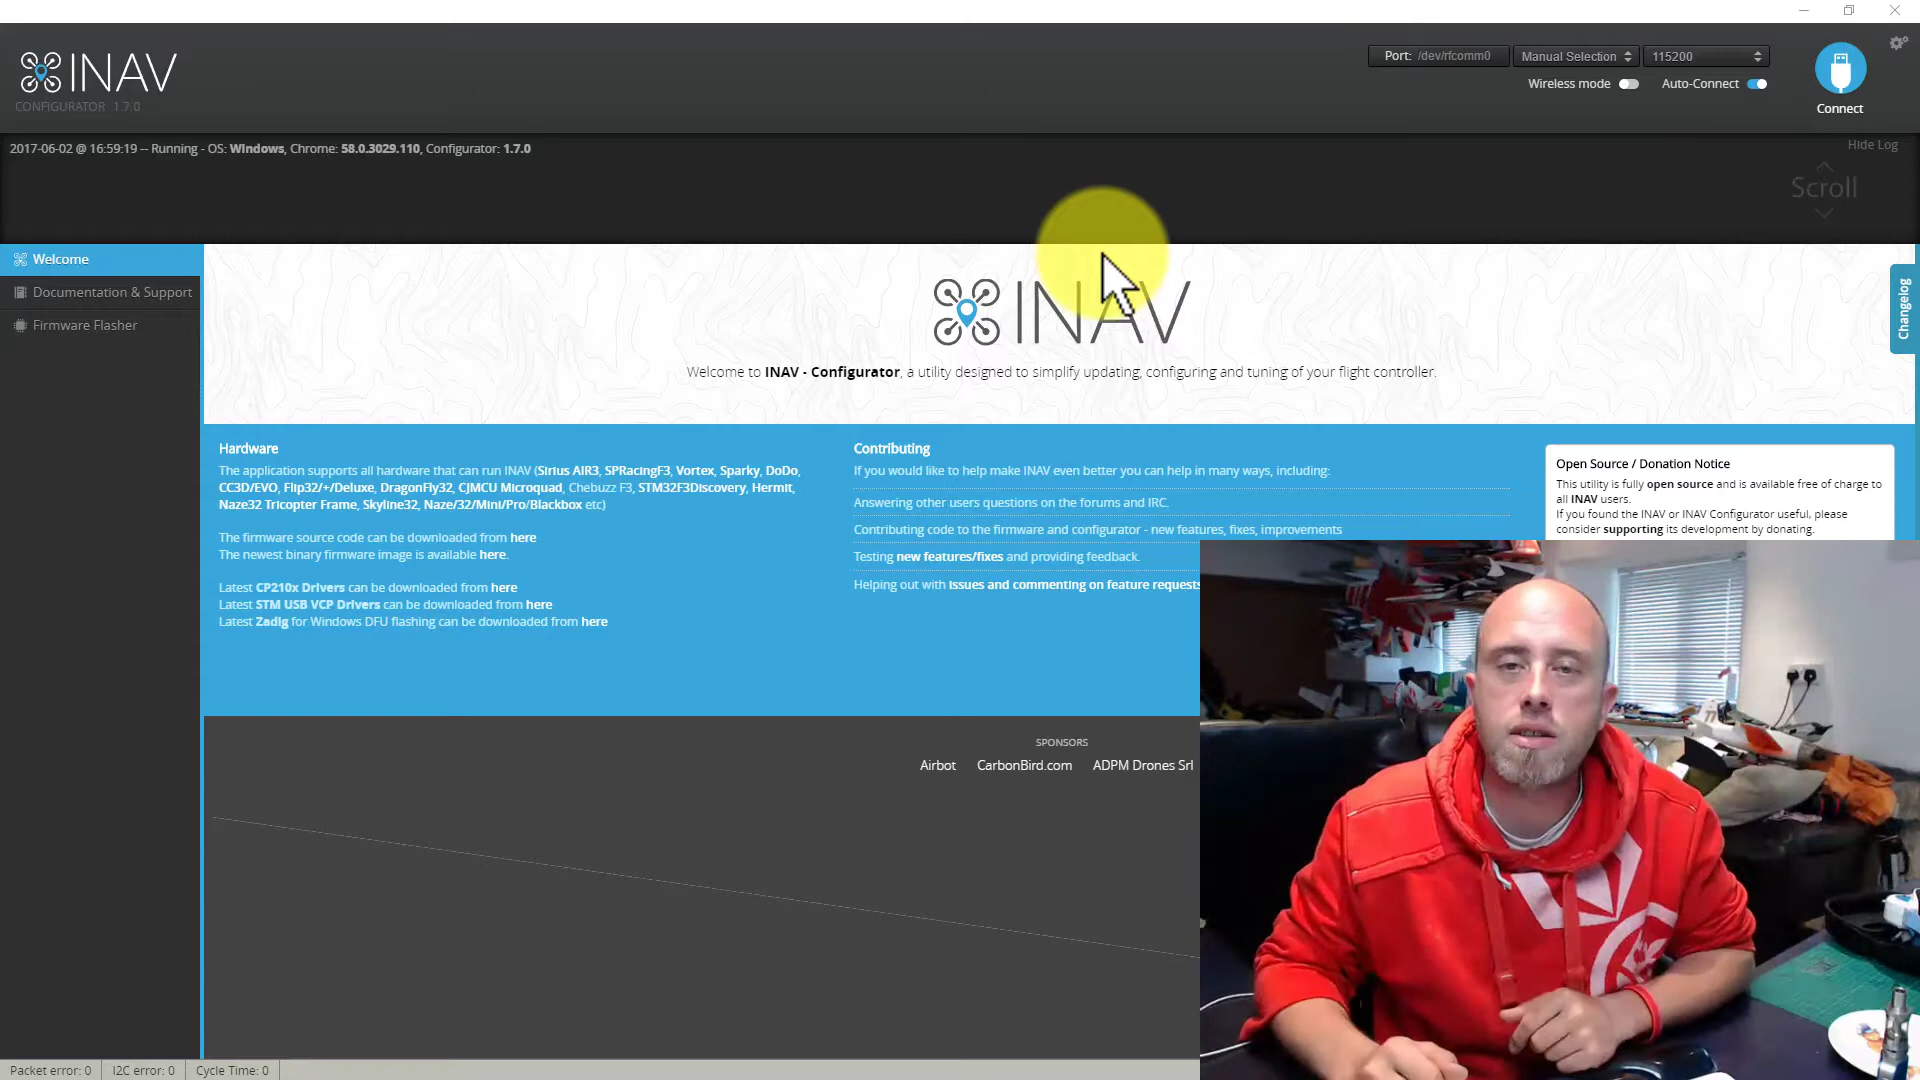 INAV
CONFIGURATOR 1.7.0
Port: /dev/rfcomm0
Manual Selection
115200
Wireless mode
Auto-Connect
Connect
2017-06-02 @ 16:59:19 -- Running - OS: Windows, Chrome: 58.0.3029.110, Configurator: 1.7.0
Hide Log
Scroll
Welcome
Documentation & Support
Firmware Flasher
INAV
Changelog
Welcome to INAV - Configurator, a utility designed to simplify updating, configuring and tuning of your flight controller.
Hardware
The application supports all hardware that can run INAV (Sirius AIR3, SPRacingF3, Vortex, Sparky, DoDo,
CC3D/EVO, Flip32/+/Deluxe, DragonFly32, CJMCU Microquad, Chebuzz F3, STM32F3Discovery, Hermit,
Naze32 Tricopter Frame, Skyline32, Naze/32/Mini/Pro/Blackbox etc)
The firmware source code can be downloaded from here
The newest binary firmware image is available here.
Latest CP210x Drivers can be downloaded from here
Latest STM USB VCP Drivers can be downloaded from here
Latest Zadig for Windows DFU flashing can be downloaded from here
Contributing
If you would like to help make INAV even better you can help in many ways, including:
Answering other users questions on the forums and IRC.
Contributing code to the firmware and configurator - new features, fixes, improvements
Testing new features/fixes and providing feedback.
Helping out with issues and commenting on feature requests
Open Source / Donation Notice
This utility is fully open source and is available free of charge to
all INAV users.
If you found the INAV or INAV Configurator useful, please
consider supporting its development by donating.
SPONSORS
Airbot CarbonBird.com ADPM Drones Srl
Packet error: 0
I2C error: 0
Cycle Time: 0